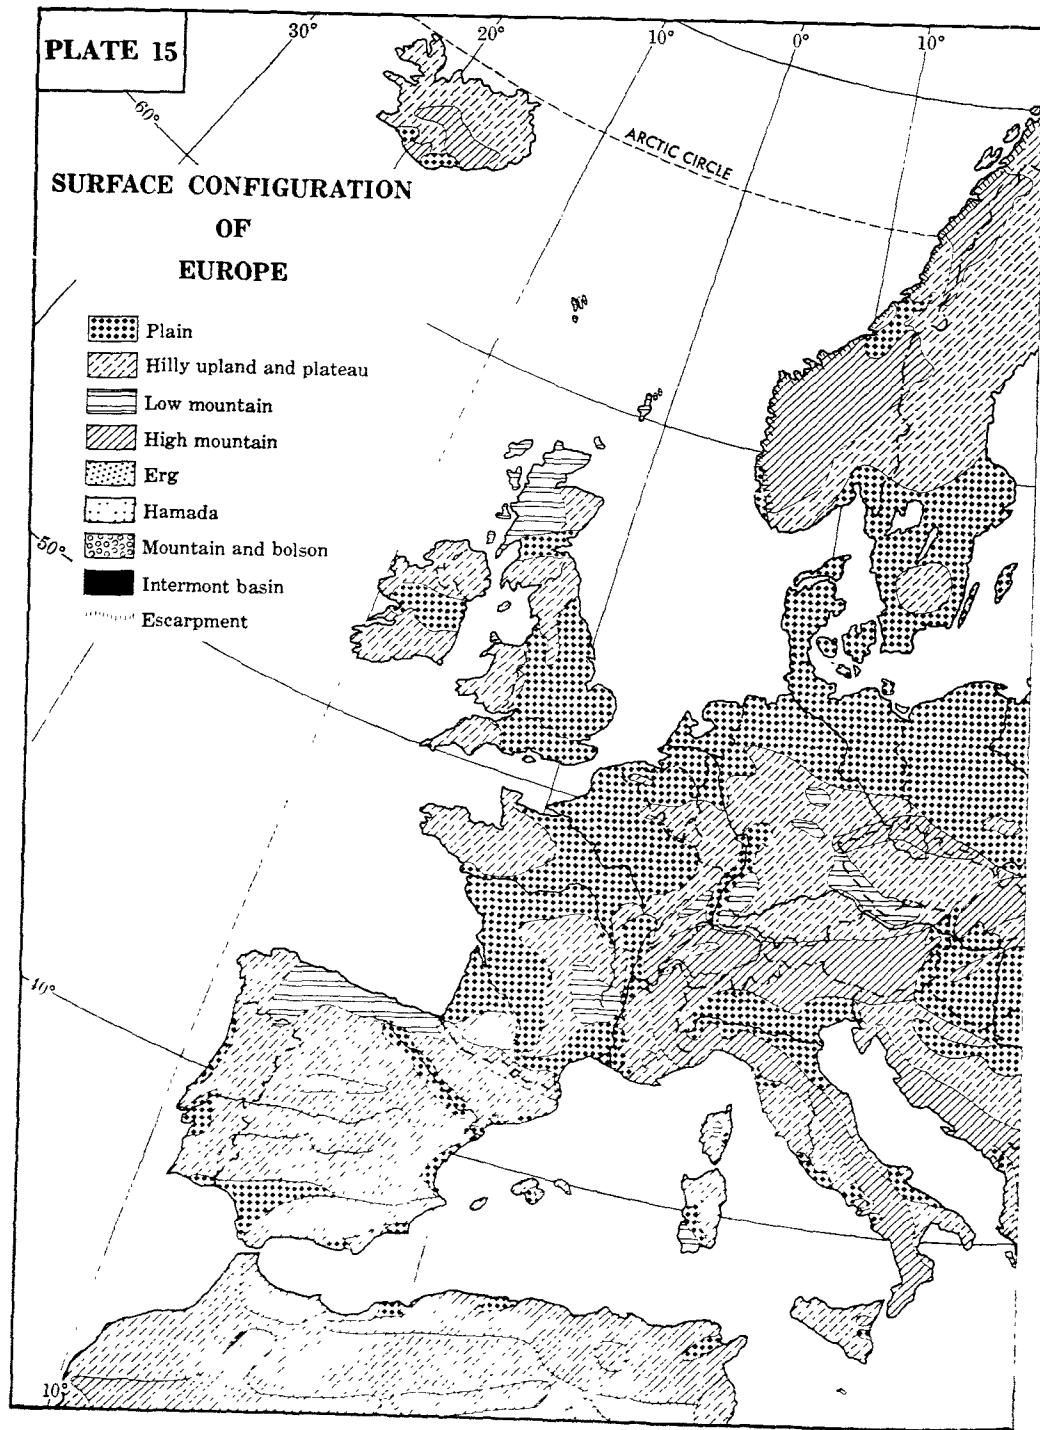 PLATE 15
30°
20°
10°
0°
10°
60°
ARCTIC CIRCLE
SURFACE CONFIGURATION
OF
EUROPE
Plain
Hilly upland and plateau
Low mountain
High mountain
Erg
Hamada
Mountain and bolson
Intermont basin
Escarpment
50°
40°
10°